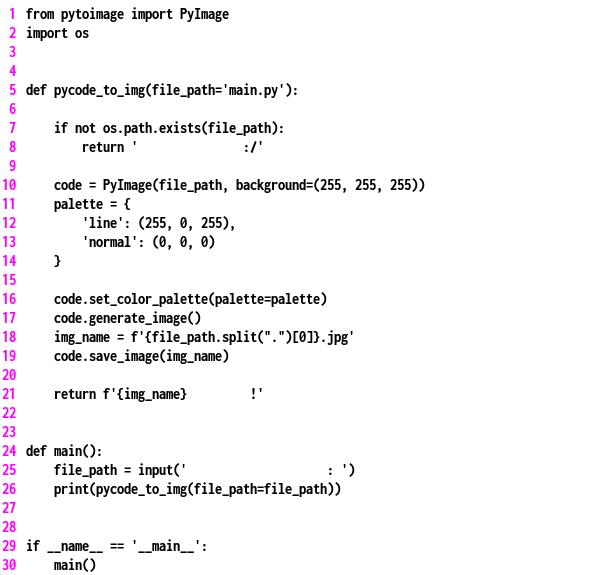 1 from pytoimage import PyImage
2 import os
3
4
5 def pycode_to_img(file_path='main.py'):
6
7     if not os.path.exists(file_path):
8         return '               :/'
9
10     code = PyImage(file_path, background=(255, 255, 255))
11     palette = {
12         'line': (255, 0, 255),
13         'normal': (0, 0, 0)
14     }
15
16     code.set_color_palette(palette=palette)
17     code.generate_image()
18     img_name = f'{file_path.split(".")[0]}.jpg'
19     code.save_image(img_name)
20
21     return f'{img_name}         !'
22
23
24 def main():
25     file_path = input('                    : ')
26     print(pycode_to_img(file_path=file_path))
27
28
29 if __name__ == '__main__':
30     main()